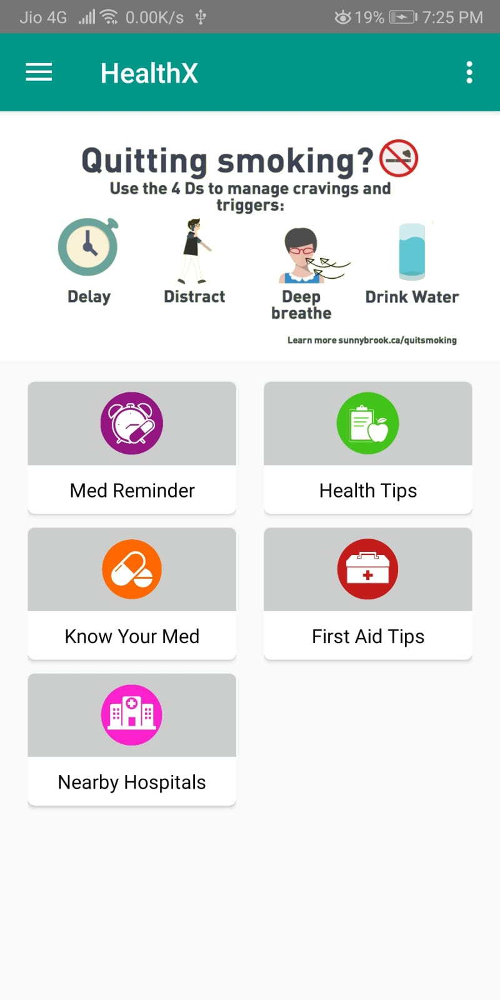 Jio 4G 0.00K/s 19% 7:25 PM
HealthX
Quitting smoking?
Use the 4 Ds to manage cravings and
triggers:
Delay Distract Deep breathe Drink Water
Learn more sunnybrook.ca/quitsmoking
Med Reminder Health Tips
Know Your Med First Aid Tips
Nearby Hospitals